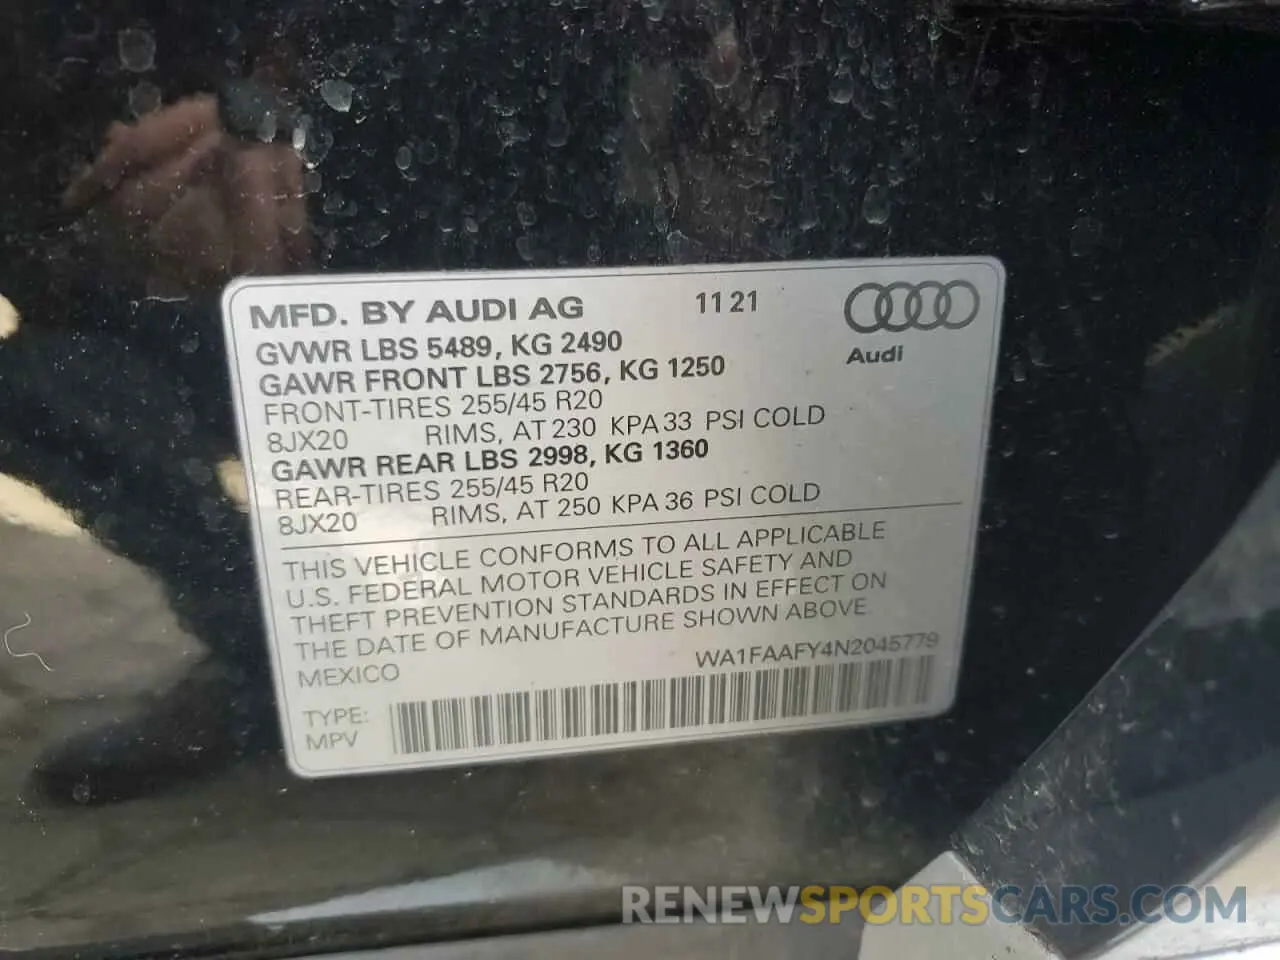 MFD. BY AUDI AG 11 21
GVWR LBS 5489, KG 2490
Audi
GAWR FRONT LBS 2756, KG 1250
FRONT-TIRES 255/45 R20
8JX20 RIMS, AT 230 KPA 33 PSI COLD
GAWR REAR LBS 2998, KG 1360
REAR-TIRES 255/45 R20
8JX20 RIMS, AT 250 KPA 36 PSI COLD
THIS VEHICLE CONFORMS TO ALL APPLICABLE
U.S. FEDERAL MOTOR VEHICLE SAFETY AND
THEFT PREVENTION STANDARDS IN EFFECT ON
THE DATE OF MANUFACTURE SHOWN ABOVE.
MEXICO WA1FAAFY4N2045779
TYPE:
MPV
RENEWSPORTSCARS.COM